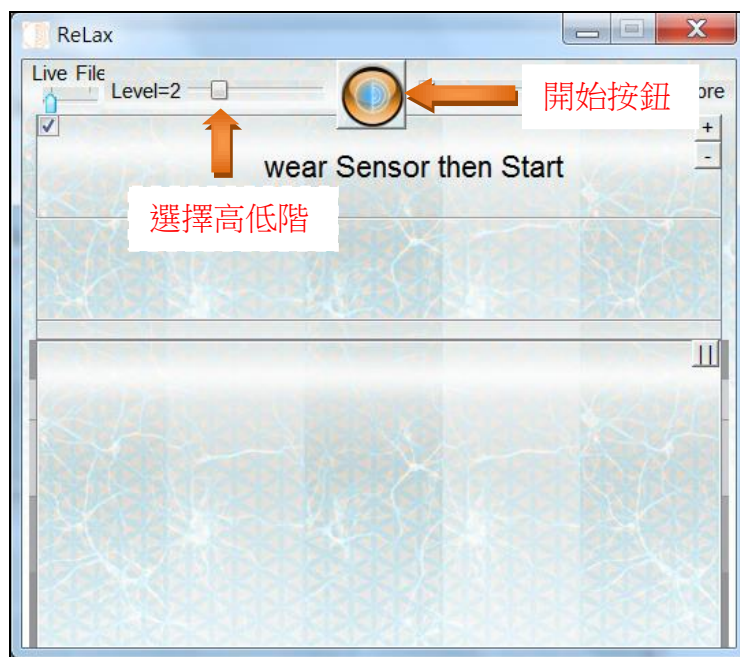 ReLax
Live File
Level=2
開始按鈕
ore
+
-
wear Sensor then Start
選擇高低階